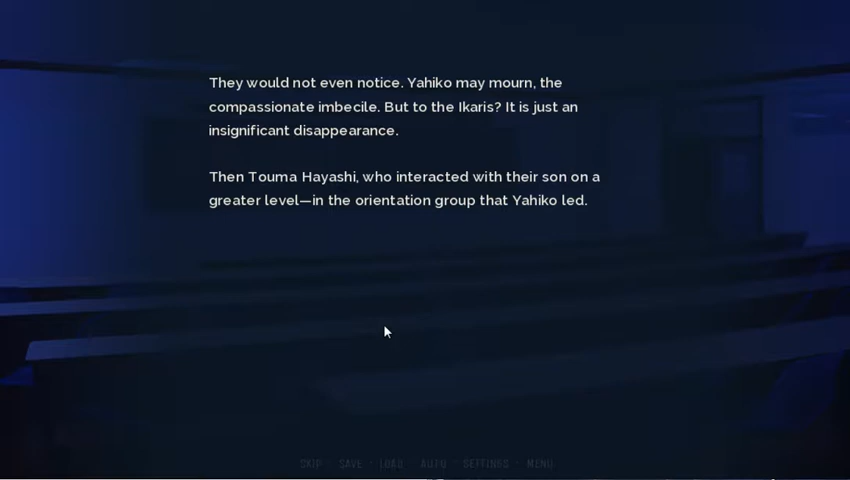 They would not even notice. Yahiko may mourn, the
compassionate imbecile. But to the Ikaris? It is just an
insignificant disappearance.
Then Touma Hayashi, who interacted with their son on a
greater level—in the orientation group that Yahiko led.
SKIP · SAVE · LOAD · AUTO · SETTINGS · MENU